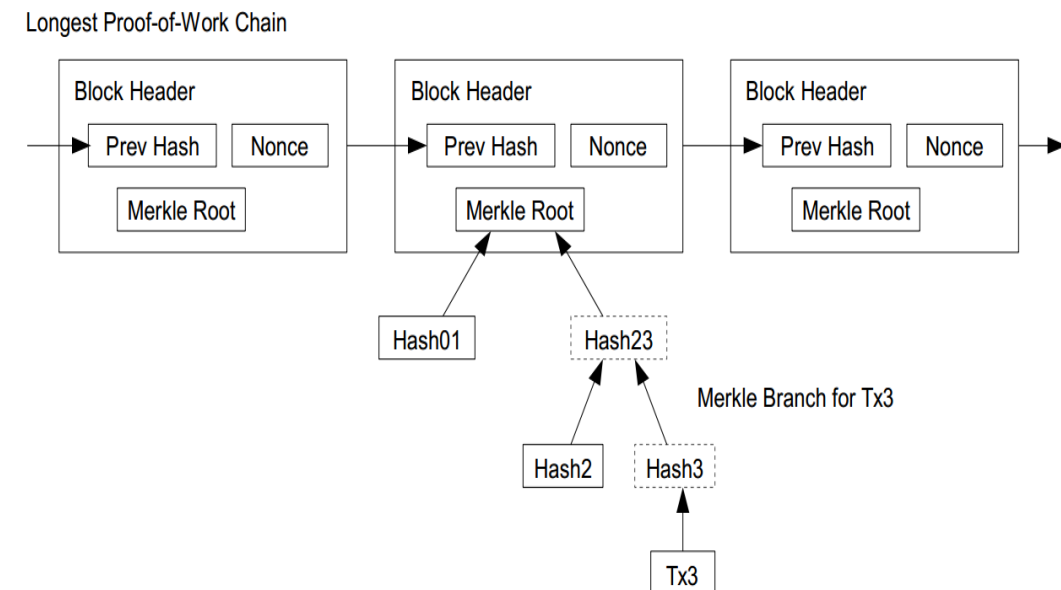 Longest Proof-of-Work Chain
Block Header Block Header Block Header
Prev Hash Nonce Prev Hash Nonce Prev Hash Nonce
Merkle Root Merkle Root Merkle Root
Hash01 Hash23
Merkle Branch for Tx3
Hash2 Hash3
Tx3